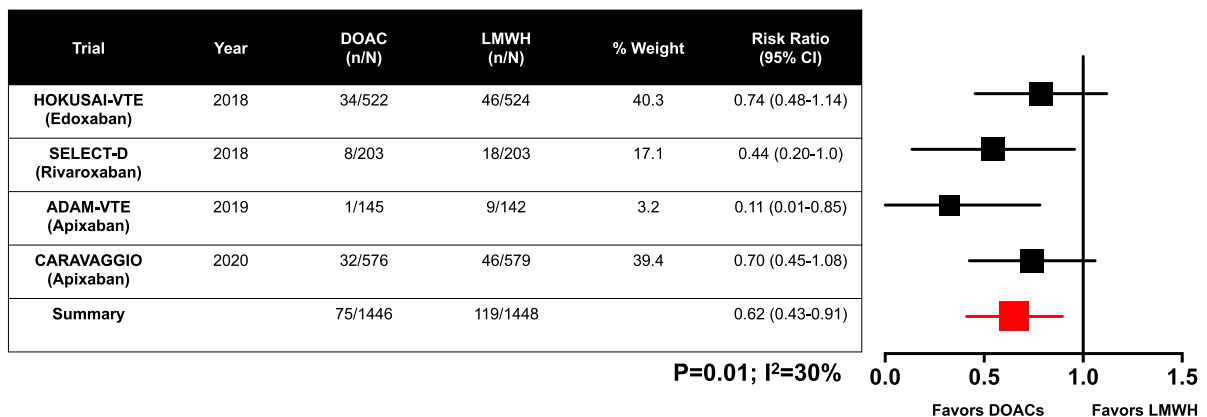 Trial Year DOAC (n/N) LMWH (n/N) % Weight Risk Ratio (95% CI)
HOKUSAI-VTE (Edoxaban) 2018 34/522 46/524 40.3 0.74 (0.48-1.14)
SELECT-D (Rivaroxaban) 2018 8/203 18/203 17.1 0.44 (0.20-1.0)
ADAM-VTE (Apixaban) 2019 1/145 9/142 3.2 0.11 (0.01-0.85)
CARAVAGGIO (Apixaban) 2020 32/576 46/579 39.4 0.70 (0.45-1.08)
Summary 75/1446 119/1448 0.62 (0.43-0.91)
P=0.01; I²=30%
0.0 0.5 1.0 1.5
Favors DOACs Favors LMWH